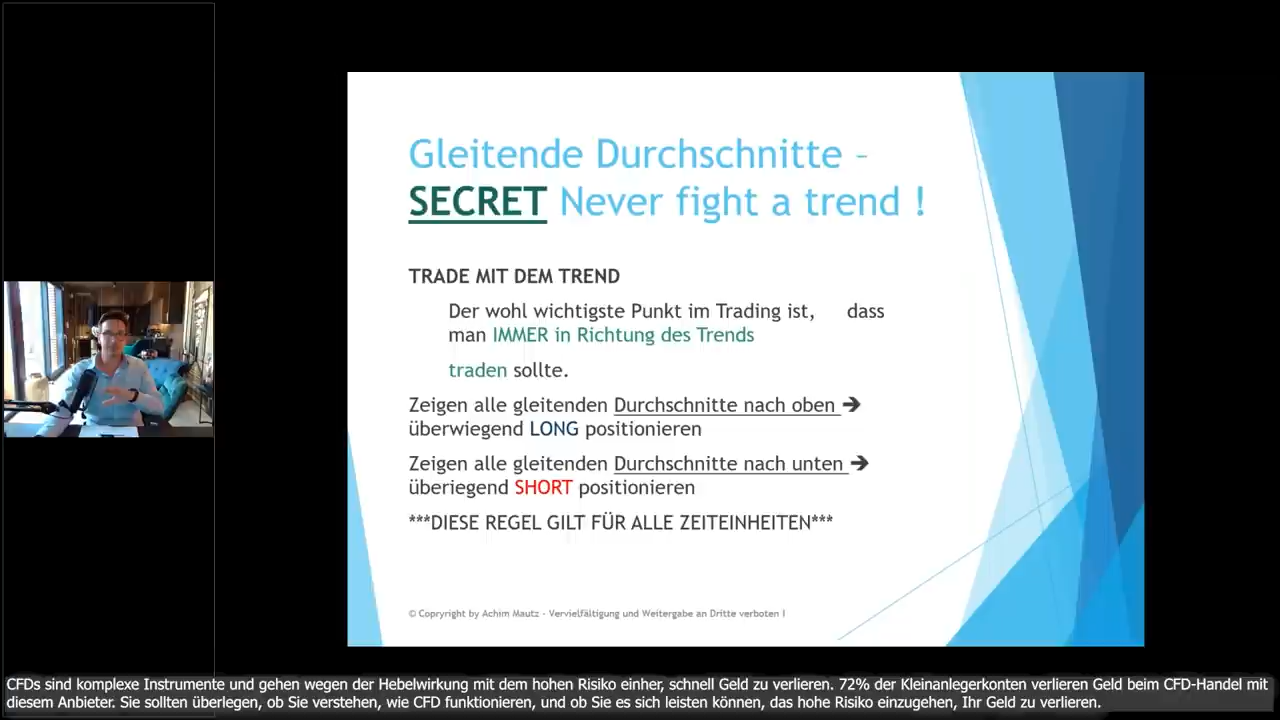 Gleitende Durchschnitte –
SECRET Never fight a trend !
TRADE MIT DEM TREND
Der wohl wichtigste Punkt im Trading ist, dass
man IMMER in Richtung des Trends
traden sollte.
Zeigen alle gleitenden Durchschnitte nach oben ➔
überwiegend LONG positionieren
Zeigen alle gleitenden Durchschnitte nach unten ➔
überiegend SHORT positionieren
***DIESE REGEL GILT FÜR ALLE ZEITEINHEITEN***
© Copryright by Achim Mautz - Vervielfältigung und Weitergabe an Dritte verboten !
CFDs sind komplexe Instrumente und gehen wegen der Hebelwirkung mit dem hohen Risiko einher, schnell Geld zu verlieren. 72% der Kleinanlegerkonten verlieren Geld beim CFD-Handel mit
diesem Anbieter. Sie sollten überlegen, ob Sie verstehen, wie CFD funktionieren, und ob Sie es sich leisten können, das hohe Risiko einzugehen, Ihr Geld zu verlieren.